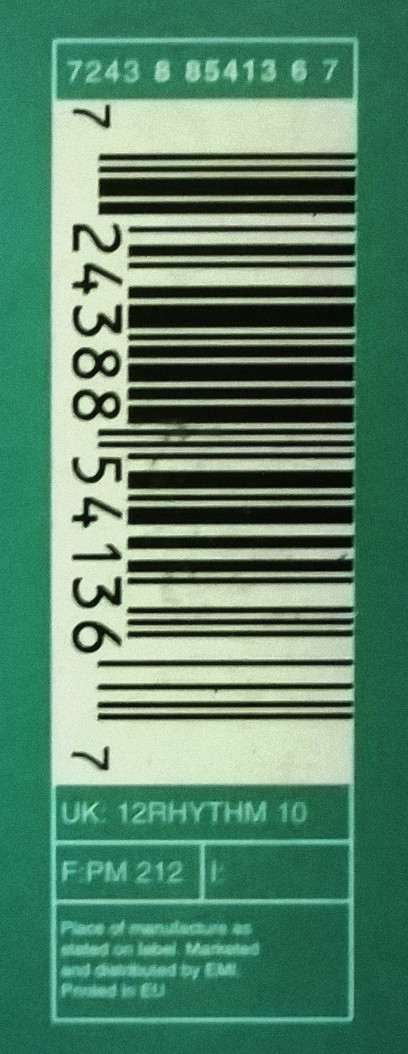 7243 8 85413 6 7
7 24388 54136 7
UK: 12RHYTHM 10
F:PM 212
I:
Place of manufacture as
stated on label. Marketed
and distributed by EMI.
Printed in EU